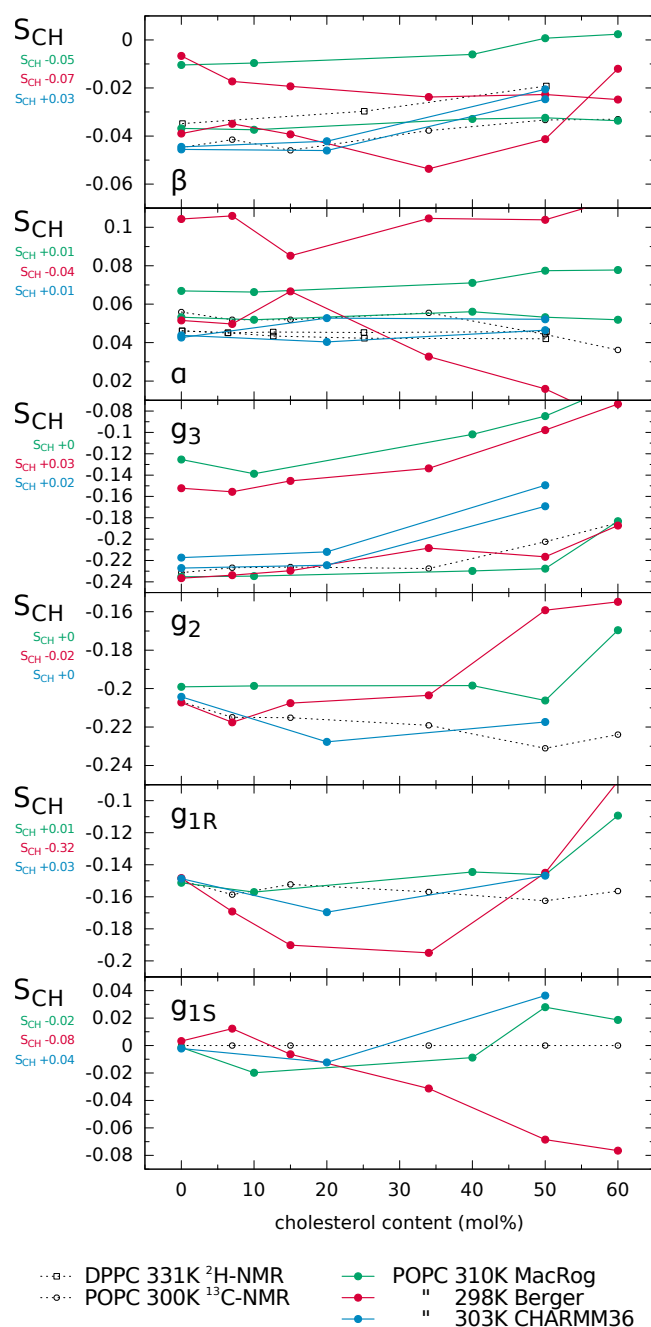 S_CH
S_CH -0.05
S_CH -0.07
S_CH +0.03
0
-0.02
-0.04
-0.06
β
S_CH
S_CH +0.01
S_CH -0.04
S_CH +0.01
0.1
0.08
0.06
0.04
0.02
α
S_CH
S_CH +0
S_CH +0.03
S_CH +0.02
-0.08
-0.1
-0.12
-0.14
-0.16
-0.18
-0.2
-0.22
-0.24
g_3
S_CH
S_CH +0
S_CH -0.02
S_CH +0
-0.16
-0.2
-0.22
-0.24
g_2
S_CH
S_CH +0.01
S_CH -0.32
S_CH +0.03
-0.1
-0.12
-0.14
-0.16
-0.18
-0.2
g_1R
S_CH
S_CH -0.02
S_CH -0.08
S_CH +0.04
0.04
0.02
0
-0.02
-0.04
-0.06
-0.08
g_1S
0 10 20 30 40 50 60
cholesterol content (mol%)
DPPC 331K ²H-NMR
POPC 300K ¹³C-NMR
POPC 310K MacRog
" 298K Berger
" 303K CHARMM36